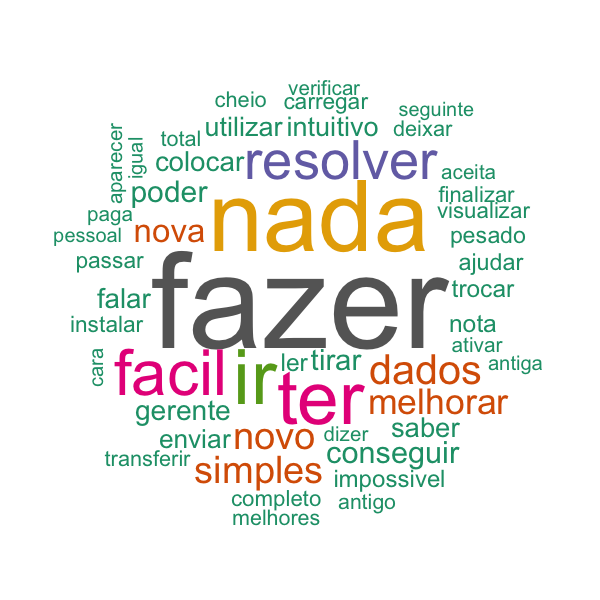 verificar
cheio carregar
seguinte
utilizar intuitivo deixar
total
aparecer
igual
colocar resolver aceita
poder nada finalizar
visualizar
paga
pessoal nova pesado
passar fazer ajudar
falar trocar
instalar nota
ativar
cara facil ir ler tirar dados antiga
ter melhorar
gerente
enviar novo dizer saber
transferir conseguir
simples impossivel
completo antigo
melhores